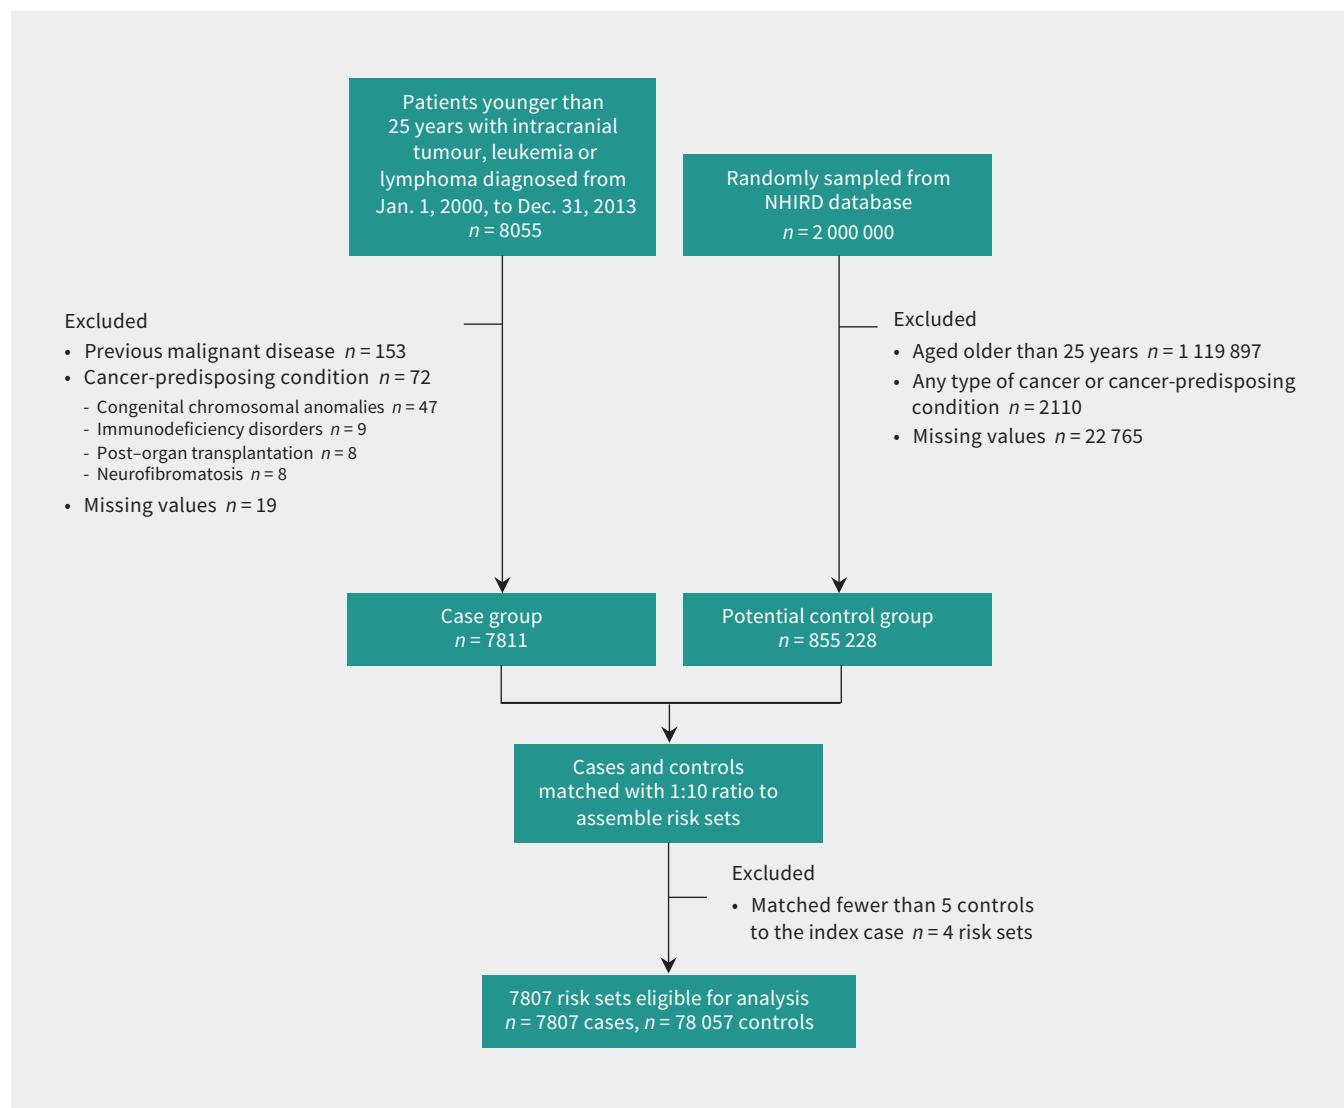 Patients younger than
25 years with intracranial
tumour, leukemia or
lymphoma diagnosed from
Jan. 1, 2000, to Dec. 31, 2013
n = 8055
Randomly sampled from
NHIRD database
n = 2 000 000
Excluded
• Previous malignant disease n = 153
• Cancer-predisposing condition n = 72
- Congenital chromosomal anomalies n = 47
- Immunodeficiency disorders n = 9
- Post–organ transplantation n = 8
- Neurofibromatosis n = 8
• Missing values n = 19
Excluded
• Aged older than 25 years n = 1 119 897
• Any type of cancer or cancer-predisposing
condition n = 2110
• Missing values n = 22 765
Case group
n = 7811
Potential control group
n = 855 228
Cases and controls
matched with 1:10 ratio to
assemble risk sets
Excluded
• Matched fewer than 5 controls
to the index case n = 4 risk sets
7807 risk sets eligible for analysis
n = 7807 cases, n = 78 057 controls